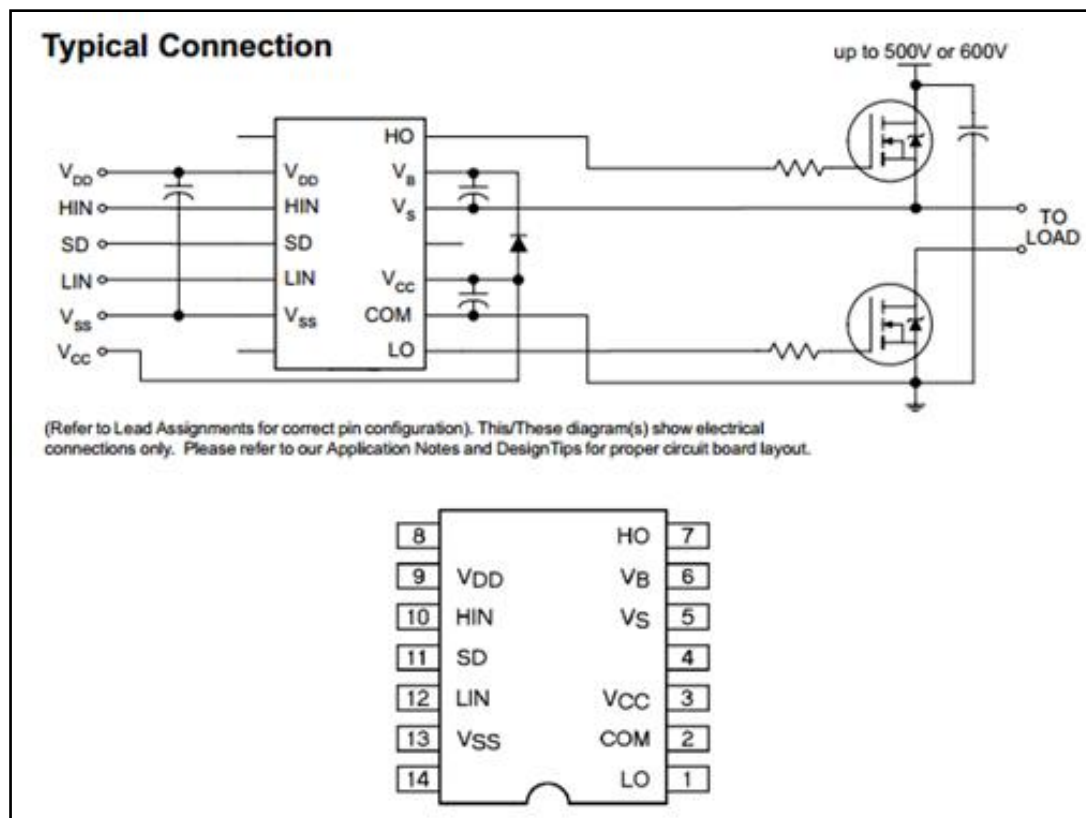 Typical Connection
up to 500V or 600V
HO
VDD VDD VB
HIN HIN VS
TO
LOAD
SD SD
LIN LIN VCC
VSS VSS COM
VCC LO
(Refer to Lead Assignments for correct pin configuration). This/These diagram(s) show electrical
connections only. Please refer to our Application Notes and DesignTips for proper circuit board layout.
8 HO 7
9 VDD VB 6
10 HIN VS 5
11 SD 4
12 LIN VCC 3
13 VSS COM 2
14 LO 1